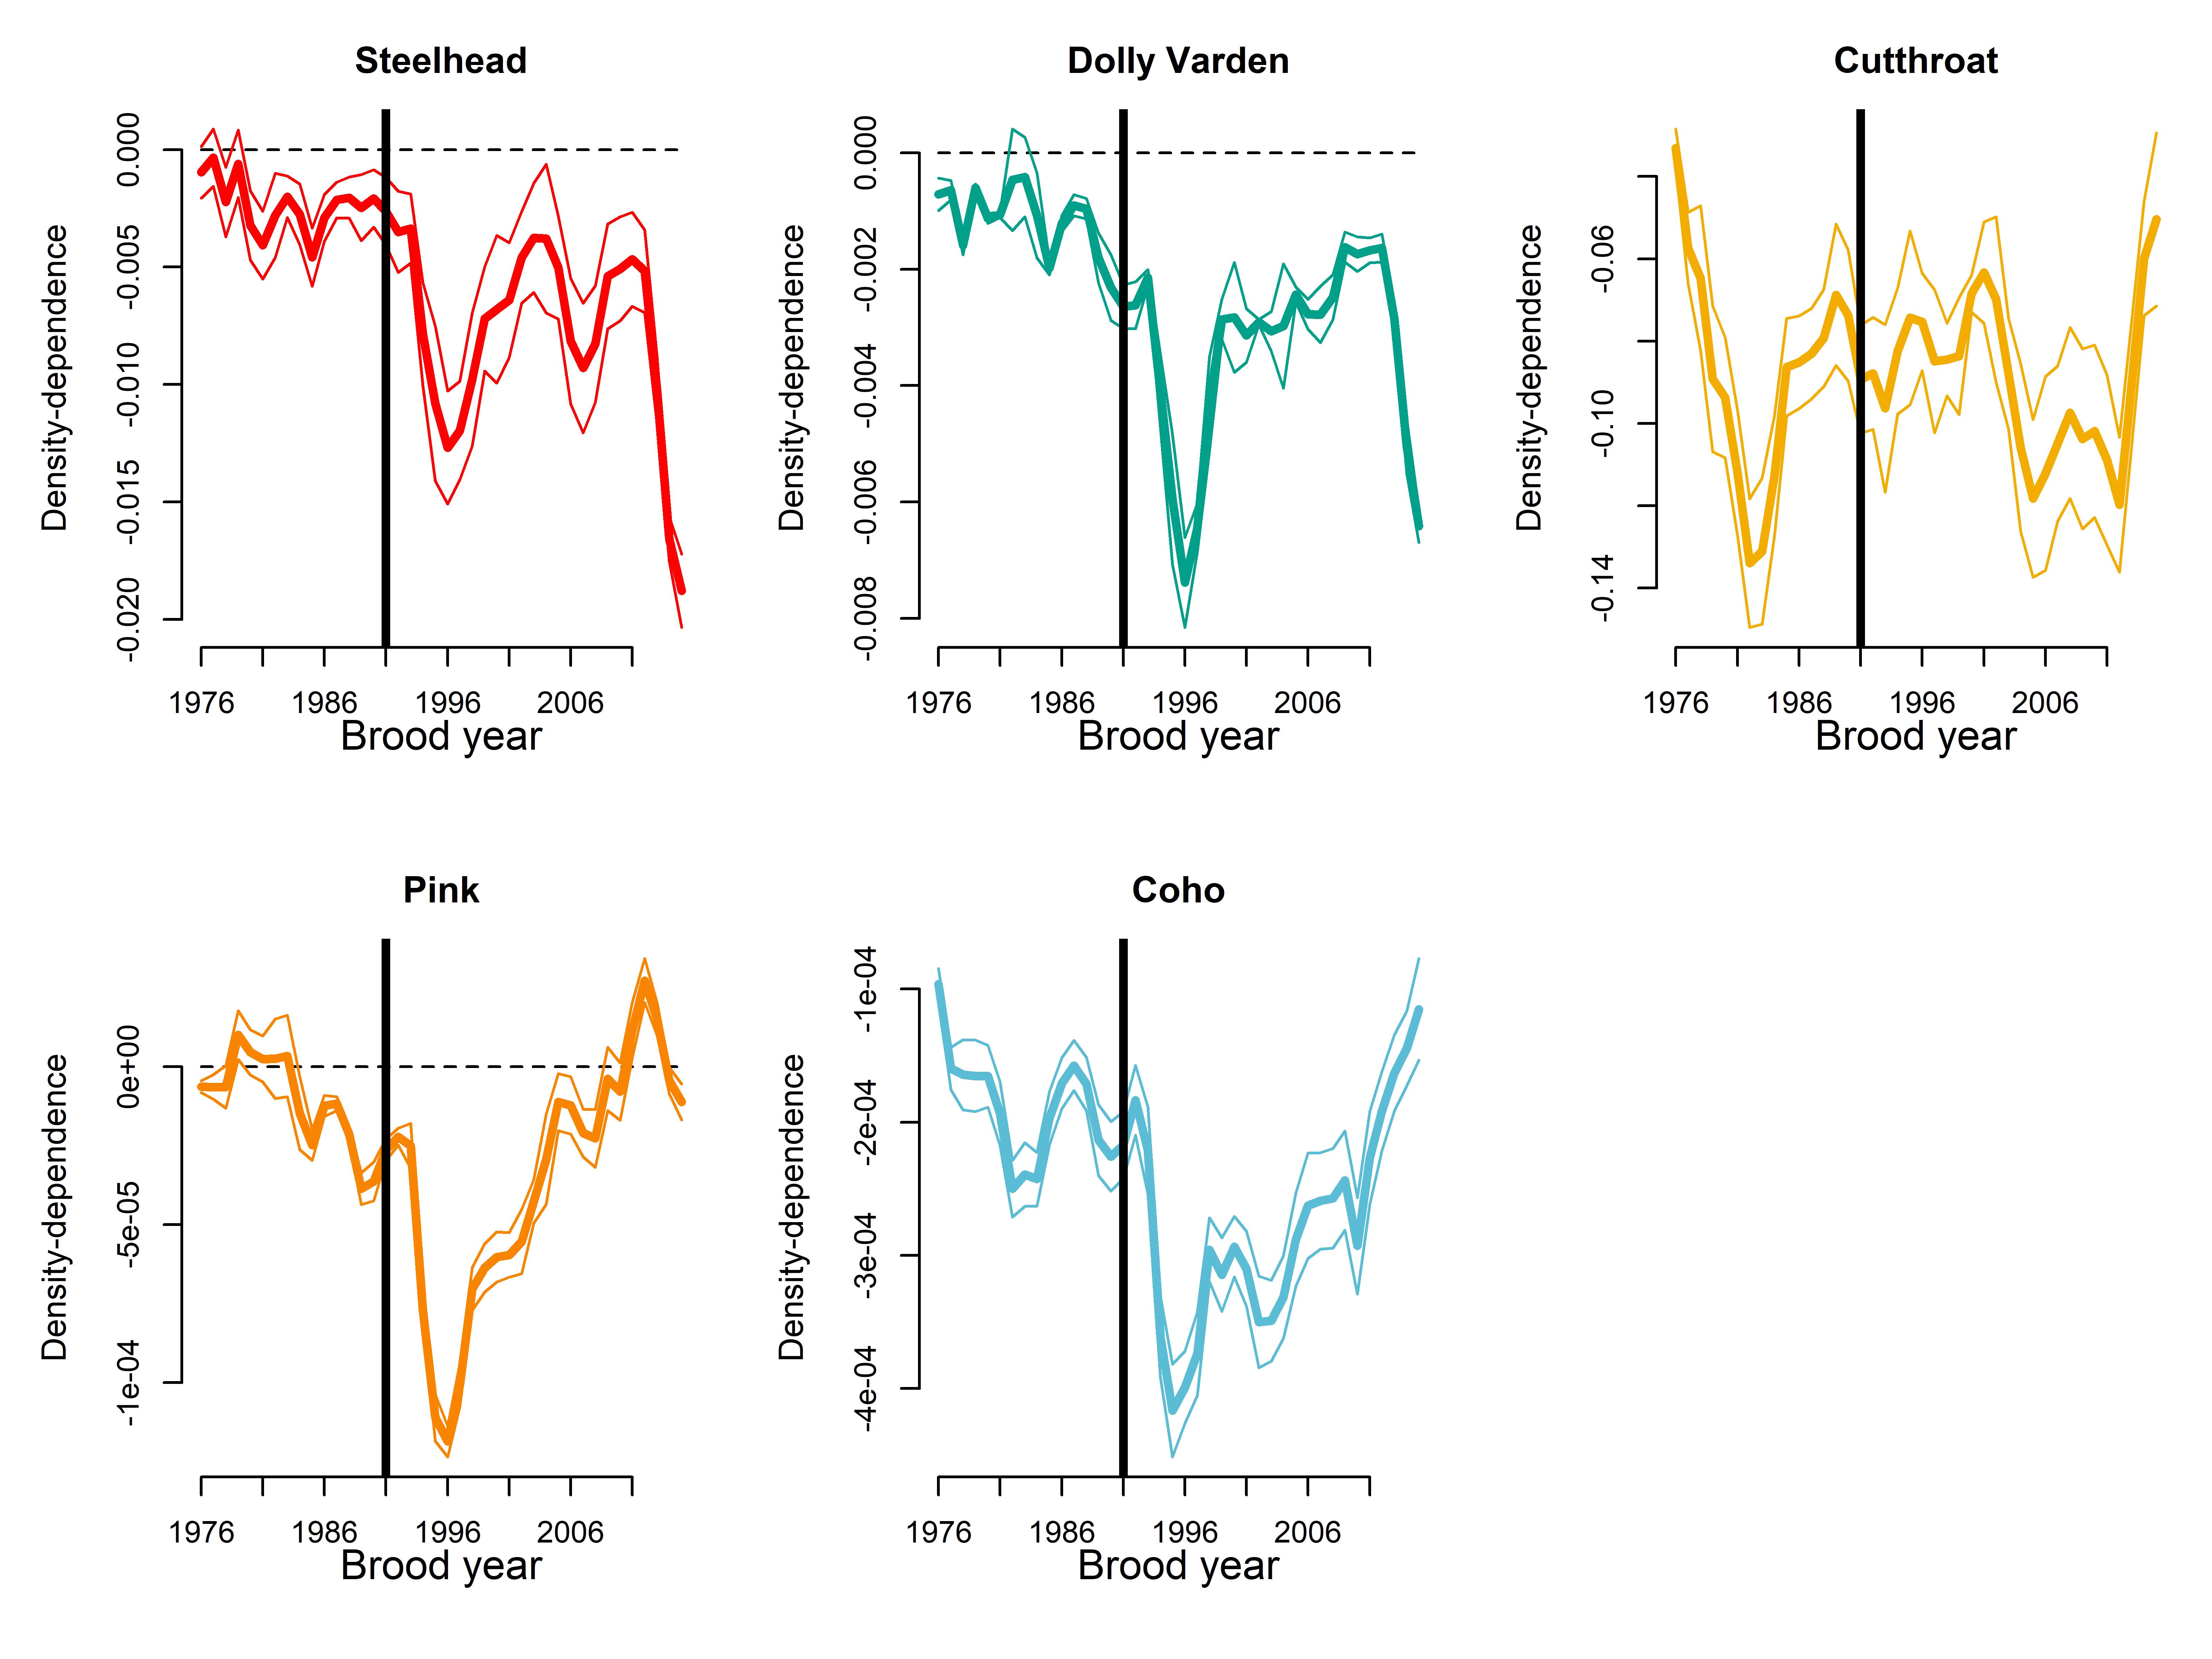 Steelhead
Density-dependence
0.000
-0.005
-0.010
-0.015
-0.020
1976 1986 1996 2006
Brood year
Dolly Varden
Density-dependence
0.000
-0.002
-0.004
-0.006
-0.008
1976 1986 1996 2006
Brood year
Cutthroat
Density-dependence
-0.06
-0.10
-0.14
1976 1986 1996 2006
Brood year
Pink
Density-dependence
0e+00
-5e-05
-1e-04
1976 1986 1996 2006
Brood year
Coho
Density-dependence
-1e-04
-2e-04
-3e-04
-4e-04
1976 1986 1996 2006
Brood year